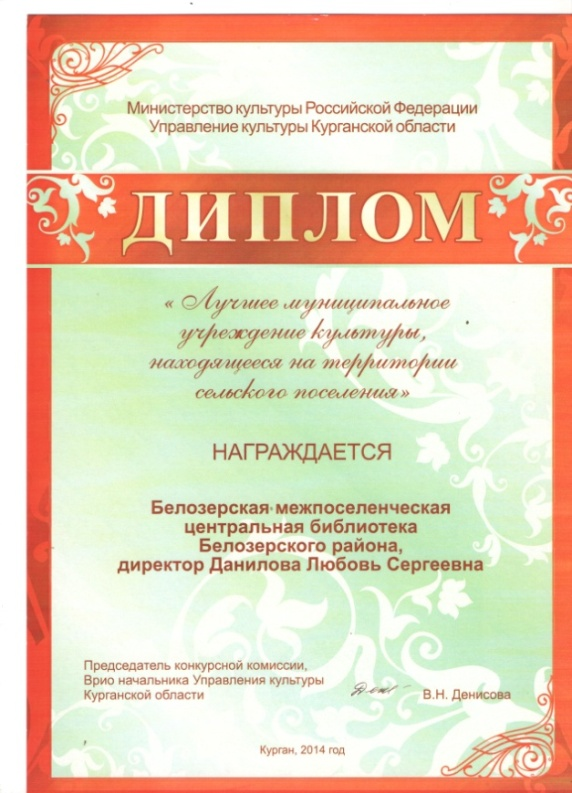 Министерство культуры Российской Федерации
Управление культуры Курганской области
ДИПЛОМ
« Лучшее муниципальное
учреждение культуры,
находящееся на территории
сельского поселения»
НАГРАЖДАЕТСЯ
Белозерская межпоселенческая
центральная библиотека
Белозерского района,
директор Данилова Любовь Сергеевна
Председатель конкурсной комиссии,
Врио начальника Управления культуры
Курганской области
В.Н. Денисова
Курган, 2014 год